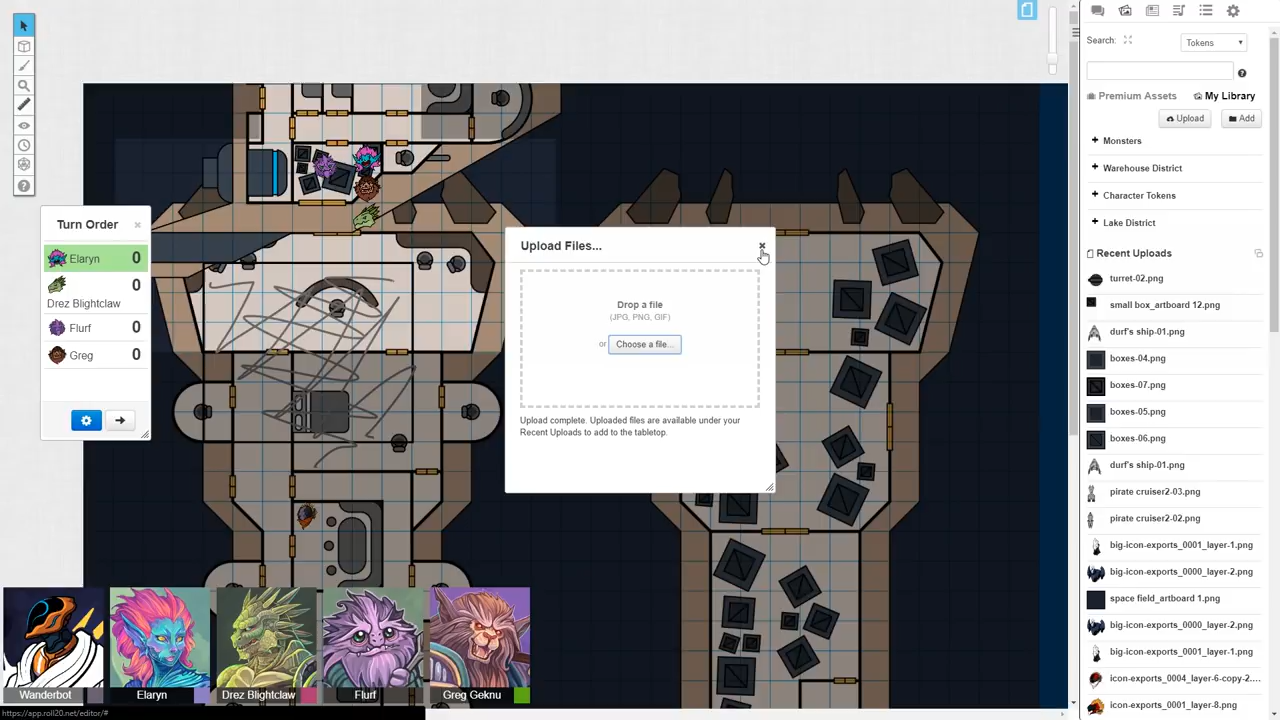 Search:
Tokens
Premium Assets
My Library
Upload
Add
Monsters
Warehouse District
Character Tokens
Lake District
Recent Uploads
turret-02.png
small box_artboard 12.png
durf's ship-01.png
boxes-04.png
boxes-07.png
boxes-05.png
boxes-06.png
durf's ship-01.png
pirate cruiser2-03.png
pirate cruiser2-02.png
big-icon-exports_0001_layer-1.png
big-icon-exports_0000_layer-2.png
space field_artboard 1.png
big-icon-exports_0000_layer-2.png
big-icon-exports_0001_layer-1.png
icon-exports_0004_layer-6-copy-2....
icon-exports_0001_layer-8.png
Turn Order
Elaryn 0
0
Drez Blightclaw
Flurf 0
Greg 0
Upload Files...
Drop a file
(JPG, PNG, GIF)
or Choose a file...
Upload complete. Uploaded files are available under your
Recent Uploads to add to the tabletop.
Wanderbot
Elaryn
Drez Blightclaw
Flurf
Greg Geknu
https://app.roll20.net/editor/#